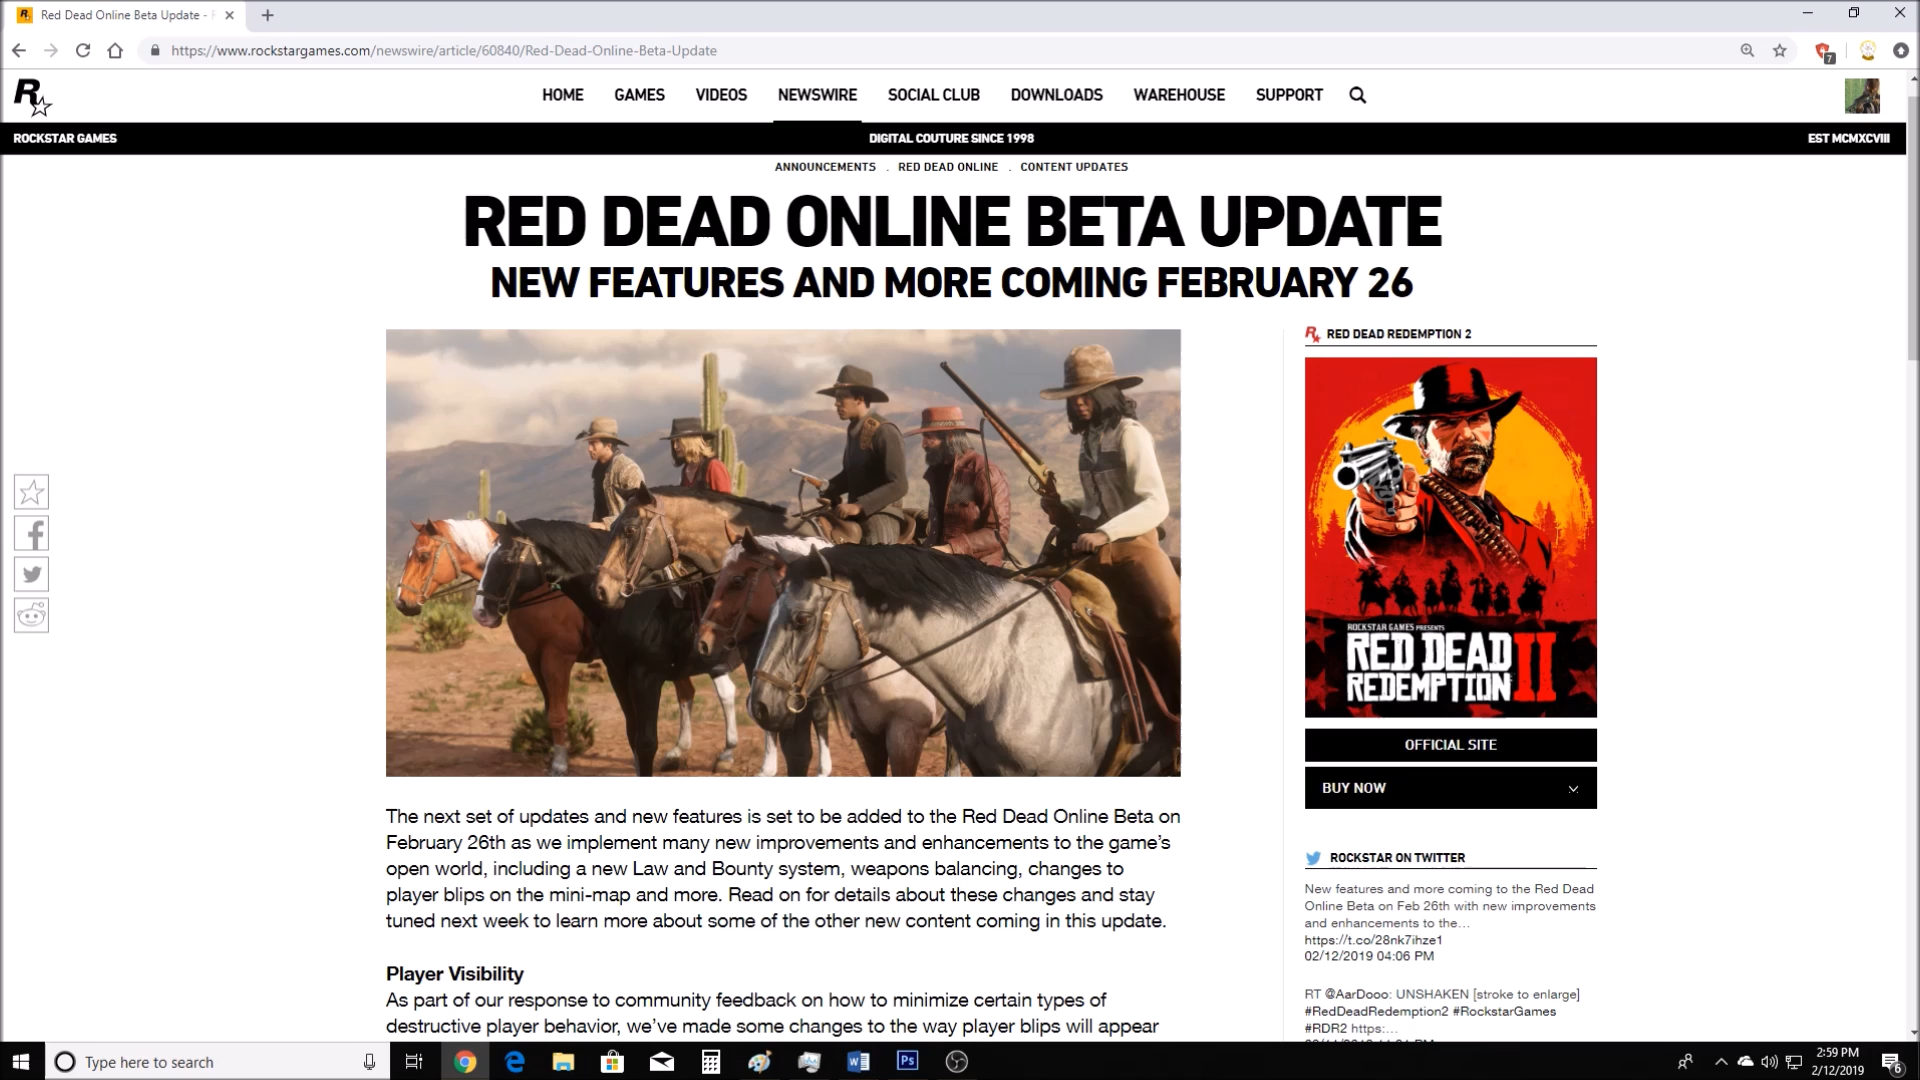 Red Dead Online Beta Update -
https://www.rockstargames.com/newswire/article/60840/Red-Dead-Online-Beta-Update
7
R
HOME GAMES VIDEOS NEWSWIRE SOCIAL CLUB DOWNLOADS WAREHOUSE SUPPORT
ROCKSTAR GAMES DIGITAL COUTURE SINCE 1998 EST MCMXCVIII
ANNOUNCEMENTS . RED DEAD ONLINE . CONTENT UPDATES
RED DEAD ONLINE BETA UPDATE
NEW FEATURES AND MORE COMING FEBRUARY 26
The next set of updates and new features is set to be added to the Red Dead Online Beta on
February 26th as we implement many new improvements and enhancements to the game's
open world, including a new Law and Bounty system, weapons balancing, changes to
player blips on the mini-map and more. Read on for details about these changes and stay
tuned next week to learn more about some of the other new content coming in this update.
Player Visibility
As part of our response to community feedback on how to minimize certain types of
destructive player behavior, we've made some changes to the way player blips will appear
R RED DEAD REDEMPTION 2
ROCKSTAR GAMES PRESENTS
RED DEAD
REDEMPTION II
OFFICIAL SITE
BUY NOW
ROCKSTAR ON TWITTER
New features and more coming to the Red Dead
Online Beta on Feb 26th with new improvements
and enhancements to the…
https://t.co/28nk7ihze1
02/12/2019 04:06 PM
RT @AarDooo: UNSHAKEN [stroke to enlarge]
#RedDeadRedemption2 #RockstarGames
#RDR2 https:…
Type here to search
Ps
2:59 PM
2/12/2019
6